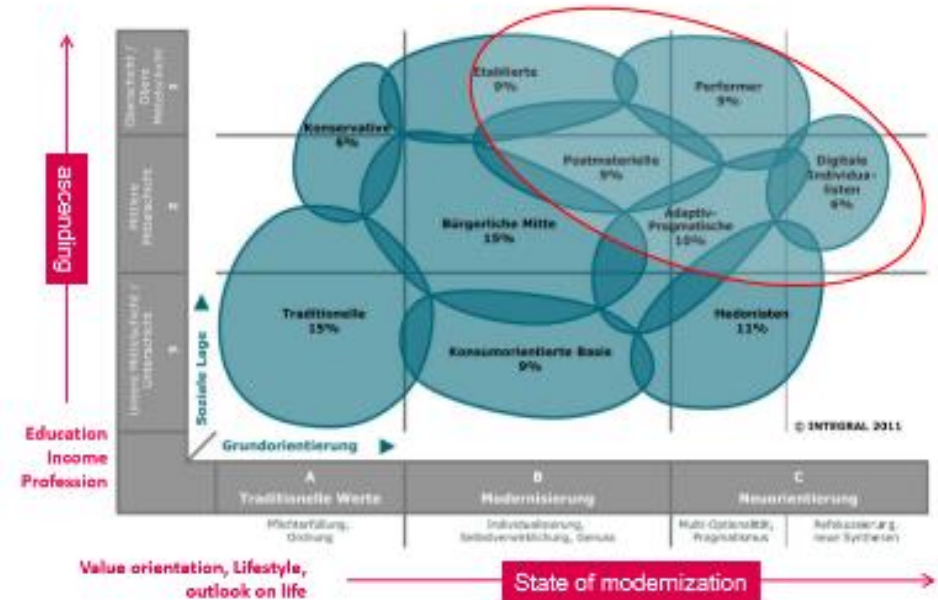 Oberschicht /
Obere
Mittelschicht
1
Mittlere
Mittelschicht
2
Untere Mittelschicht /
Unterschicht
3
ascending
Education
Income
Profession
Soziale Lage
Grundorientierung
Etablierte
9%
Performer
9%
Konservative
6%
Postmaterielle
9%
Digitale
Individua-
listen
6%
Bürgerliche Mitte
15%
Adaptiv-
Pragmatische
10%
Traditionelle
15%
Hedonisten
11%
Konsumorientierte Basis
9%
© INTEGRAL 2011
A
Traditionelle Werte
B
Modernisierung
C
Neuorientierung
Pflichterfüllung,
Ordnung
Individualisierung,
Selbstverwirklichung, Genuss
Multi-Optionalität,
Pragmatismus
Refokussierung,
neue Synthesen
Value orientation, Lifestyle,
outlook on life
State of modernization